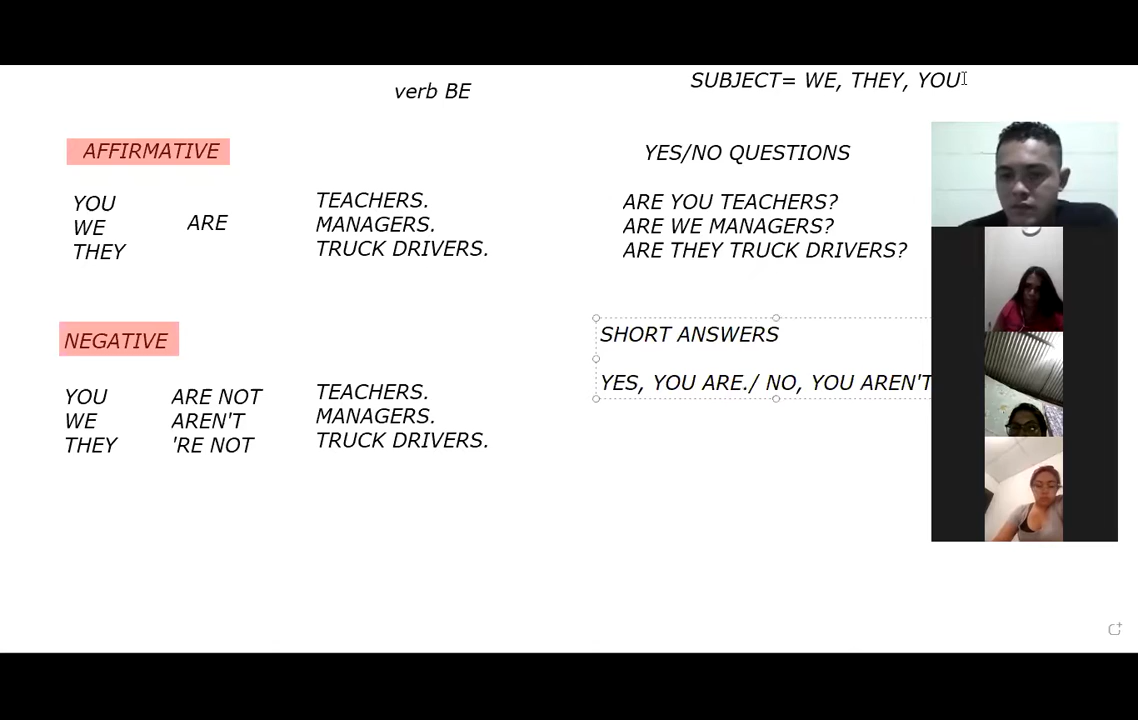 verb BE
SUBJECT= WE, THEY, YOU
AFFIRMATIVE
YOU
WE
THEY
ARE
TEACHERS.
MANAGERS.
TRUCK DRIVERS.
YES/NO QUESTIONS
ARE YOU TEACHERS?
ARE WE MANAGERS?
ARE THEY TRUCK DRIVERS?
NEGATIVE
YOU
WE
THEY
ARE NOT
AREN'T
'RE NOT
TEACHERS.
MANAGERS.
TRUCK DRIVERS.
SHORT ANSWERS
YES, YOU ARE./ NO, YOU AREN'T